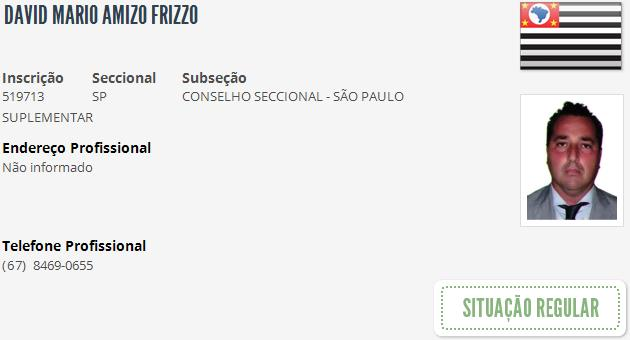 DAVID MARIO AMIZO FRIZZO
Inscrição Seccional Subseção
519713 SP CONSELHO SECCIONAL - SÃO PAULO
SUPLEMENTAR
Endereço Profissional
Não informado
Telefone Profissional
(67) 8469-0655
SITUAÇÃO REGULAR